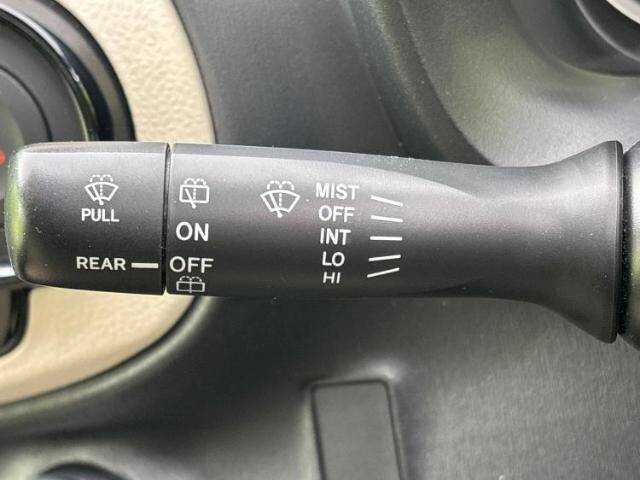 PULL
REAR
ON
OFF
MIST
OFF
INT
LO
HI